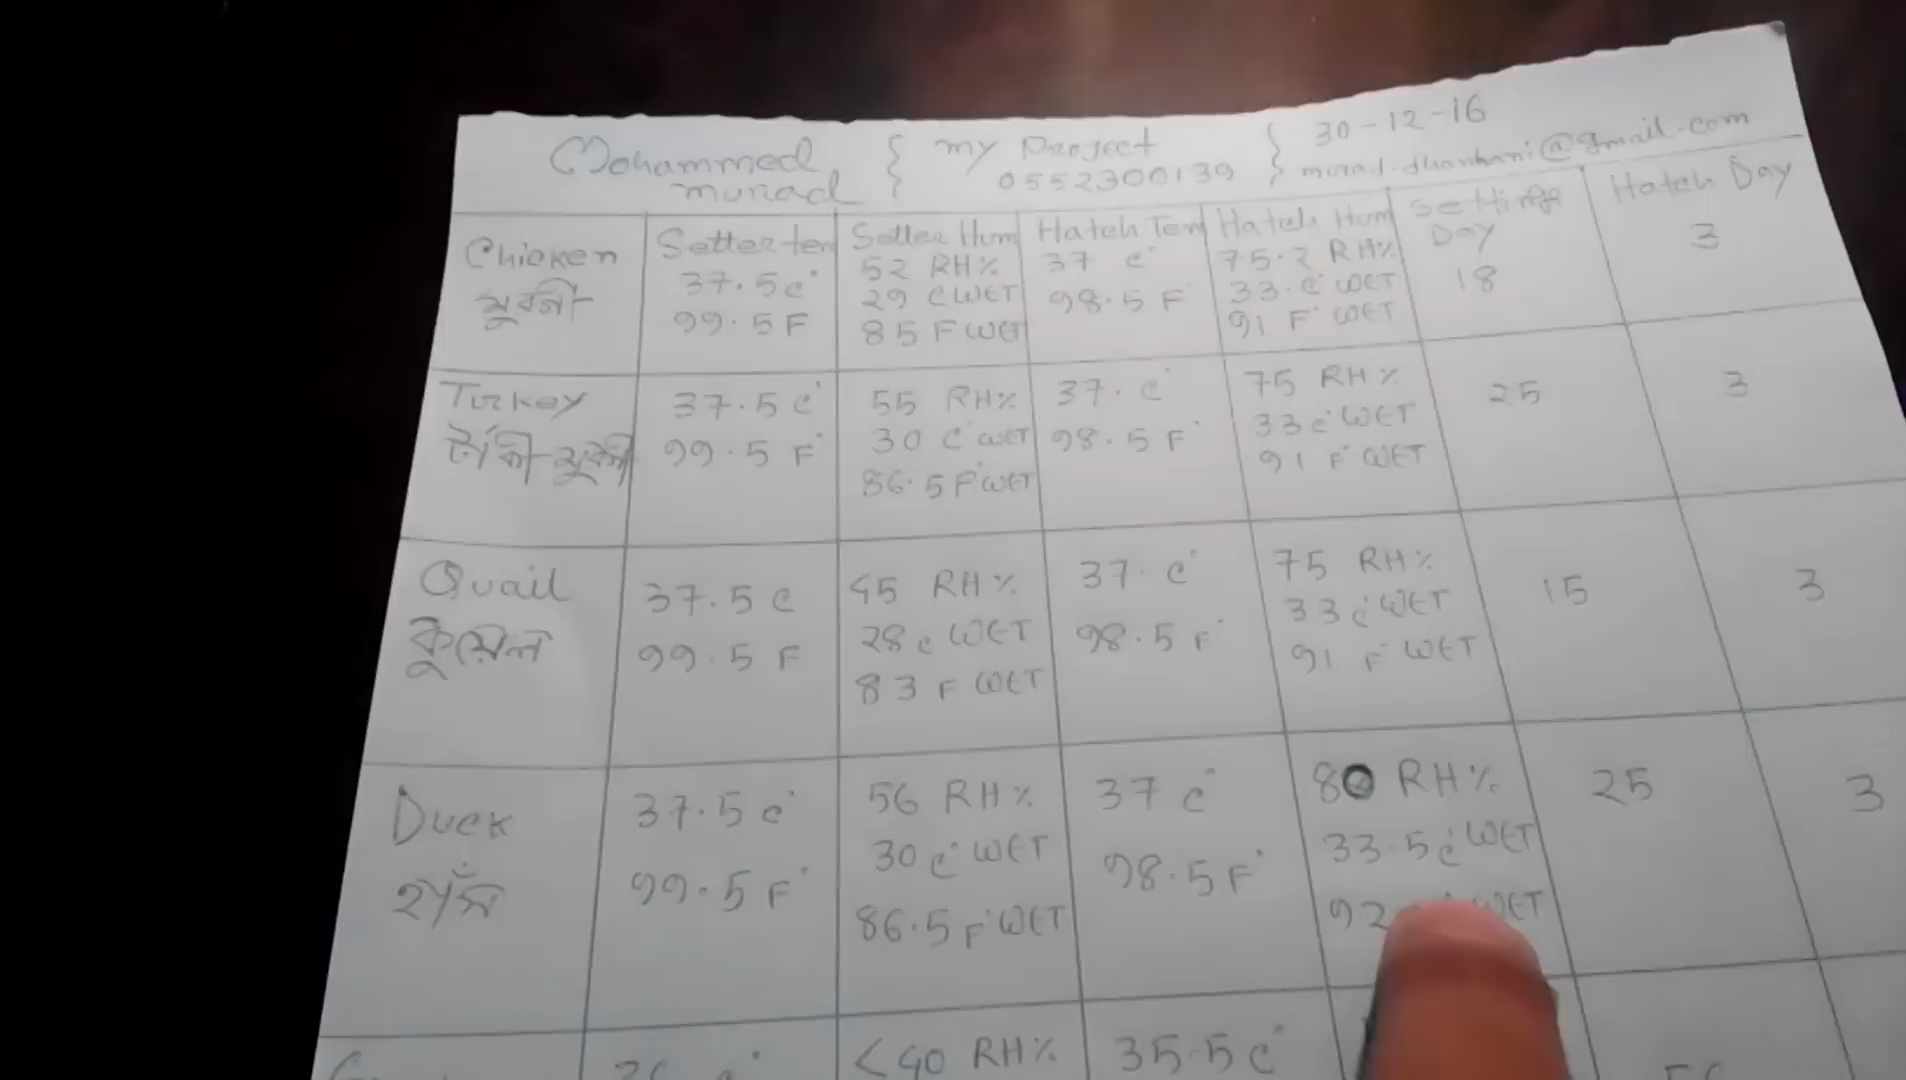 Mohammed murad { my Project 0552300139 } 30-12-16
murad.dhanhani@gmail.com
Chicken Setter tem Setter Hum Hatch Tem Hatch Hum Settings Day Hatch Day
মুরগী 37.5 c° 52 RH% 37 c° 75.2 RH% 18 3
99.5 F 29 C WET 98.5 F° 33. c° WET
85 F WET 91 F° WET
Turkey 37.5 c° 55 RH% 37. c° 75 RH% 25 3
টার্কী মুরগী 99.5 F° 30 c° WET 98.5 F° 33 c° WET
86.5 F° WET 91 F° WET
Quail 37.5 c 45 RH% 37. c° 75 RH% 15 3
কুয়েল 99.5 F 28 c WET 98.5 F° 33 c° WET
83 F WET 91 F° WET
Duck 37.5 c° 56 RH% 37 c° 80 RH% 25 3
হাঁস 99.5 F° 30 c° WET 98.5 F° 33.5 c° WET
86.5 F° WET 92 WET
<40 RH% 35.5 c°